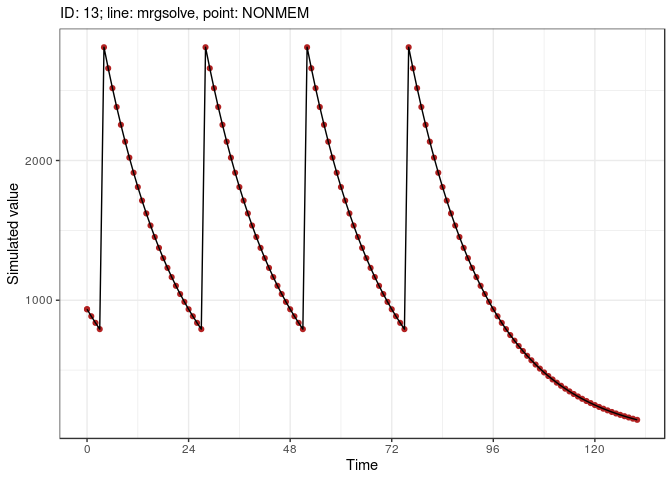 ID: 13; line: mrgsolve, point: NONMEM
Simulated value
2000
1000
0 24 48 72 96 120
Time